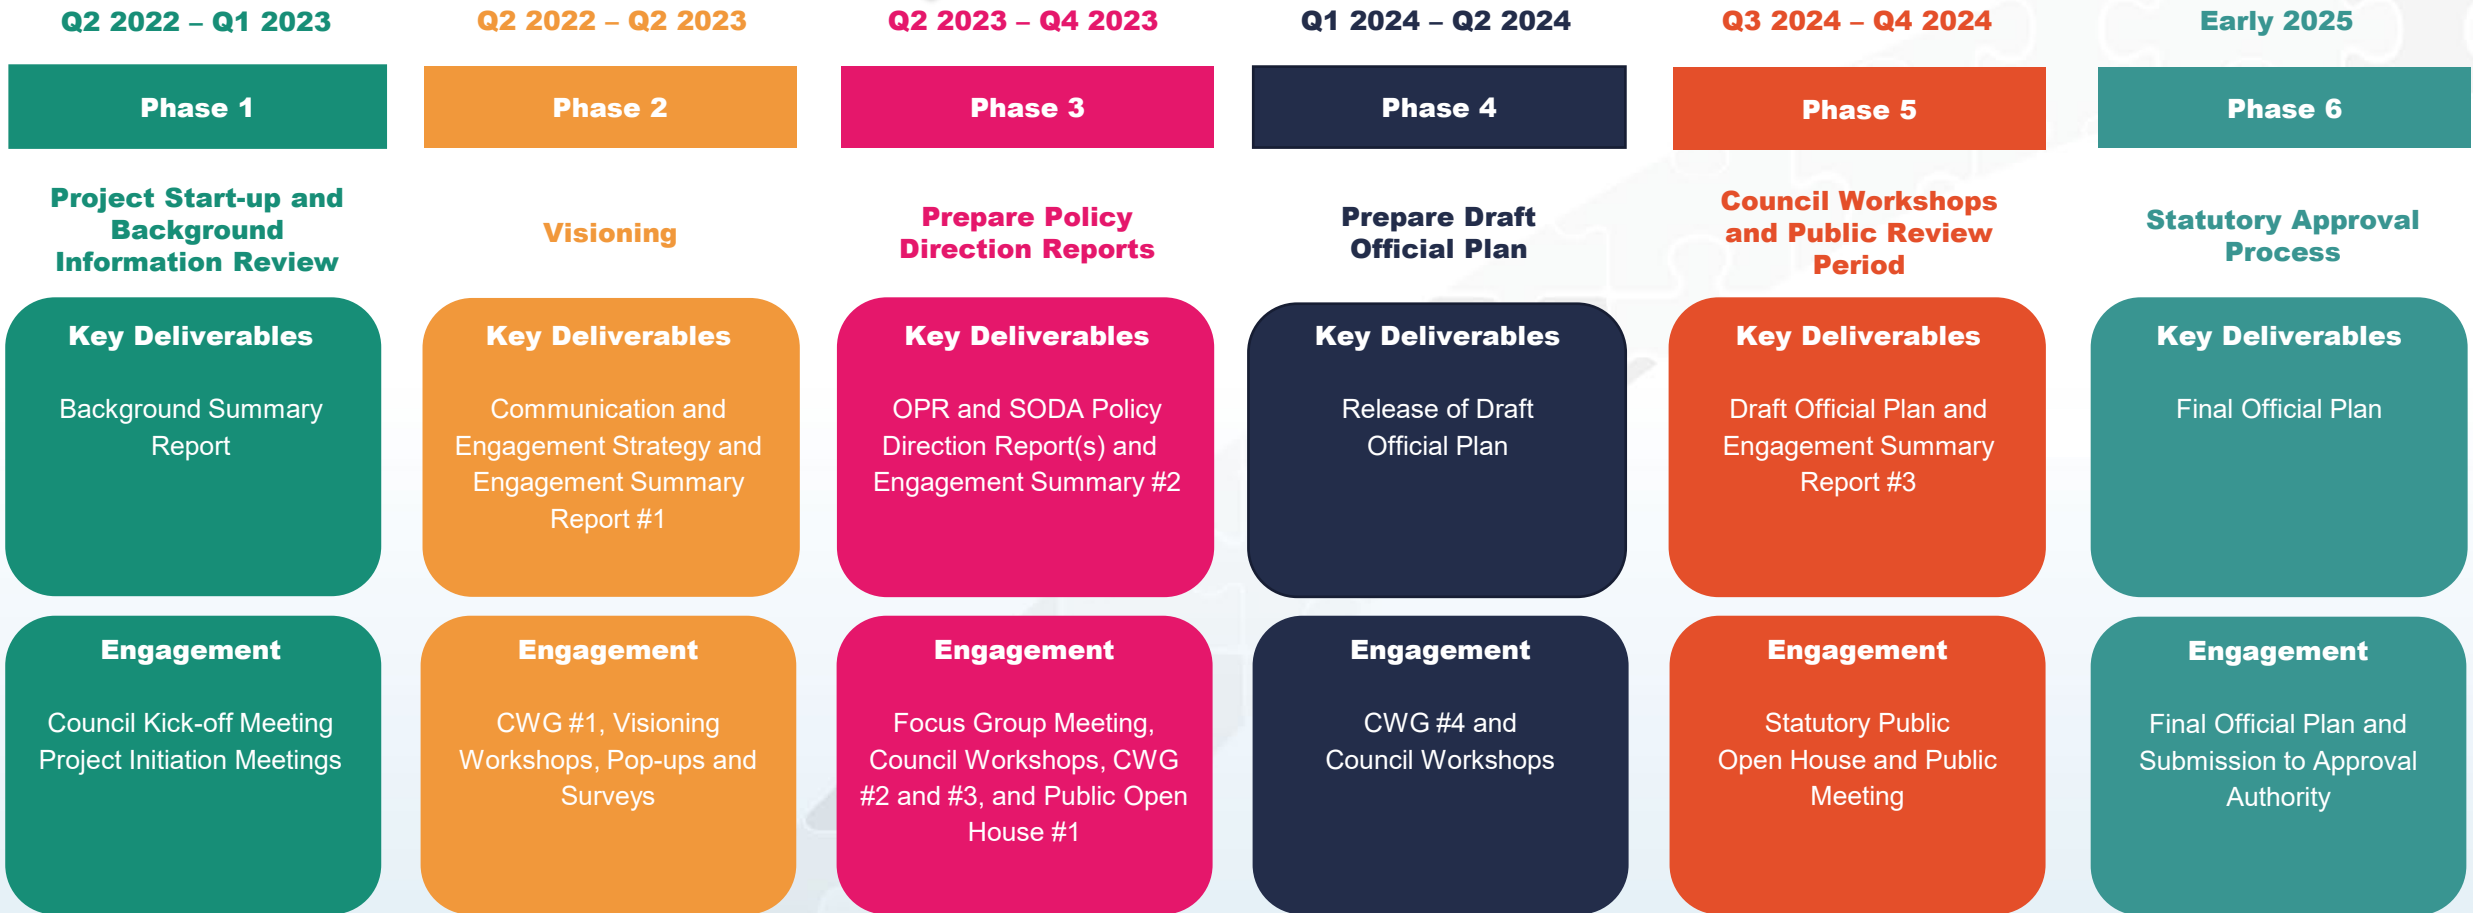 Q2 2022 – Q1 2023
Phase 1
Project Start-up and
Background
Information Review
Key Deliverables
Background Summary
Report
Engagement
Council Kick-off Meeting
Project Initiation Meetings
Q2 2022 – Q2 2023
Phase 2
Visioning
Key Deliverables
Communication and
Engagement Strategy and
Engagement Summary
Report #1
Engagement
CWG #1, Visioning
Workshops, Pop-ups and
Surveys
Q2 2023 – Q4 2023
Phase 3
Prepare Policy
Direction Reports
Key Deliverables
OPR and SODA Policy
Direction Report(s) and
Engagement Summary #2
Engagement
Focus Group Meeting,
Council Workshops, CWG
#2 and #3, and Public Open
House #1
Q1 2024 – Q2 2024
Phase 4
Prepare Draft
Official Plan
Key Deliverables
Release of Draft
Official Plan
Engagement
CWG #4 and
Council Workshops
Q3 2024 – Q4 2024
Phase 5
Council Workshops
and Public Review
Period
Key Deliverables
Draft Official Plan and
Engagement Summary
Report #3
Engagement
Statutory Public
Open House and Public
Meeting
Early 2025
Phase 6
Statutory Approval
Process
Key Deliverables
Final Official Plan
Engagement
Final Official Plan and
Submission to Approval
Authority